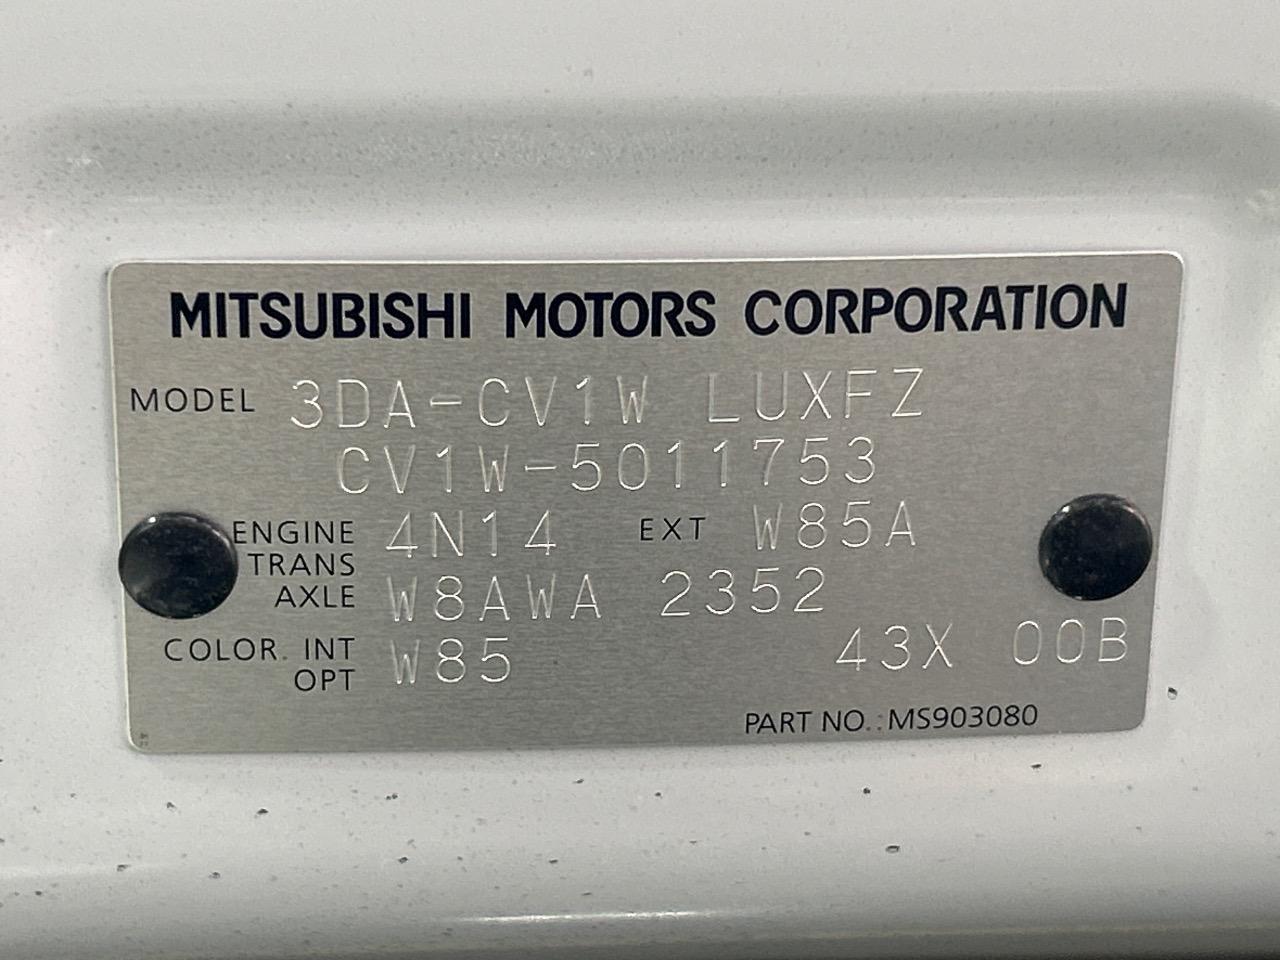 MITSUBISHI MOTORS CORPORATION
MODEL 3DA-CV1W LUXFZ
CV1W-5011753
ENGINE 4N14 EXT W85A
TRANS
AXLE W8AWA 2352
COLOR. INT W85 43X 00B
OPT
PART NO.:MS903080